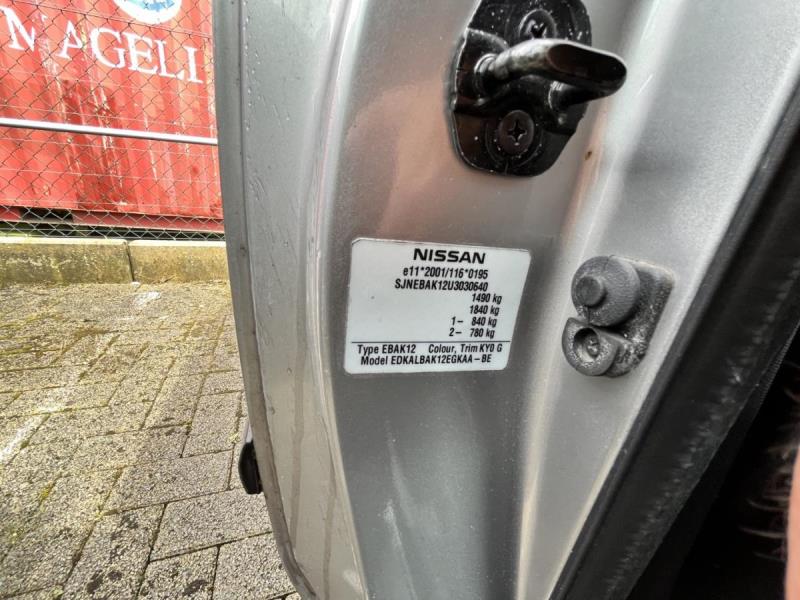 MAGELI
NISSAN
e11*2001/116*0195
SJNEBAK12U3030640
1490 kg
1840 kg
1- 840 kg
2- 780 kg
Type EBAK12 Colour, Trim KY0 G
Model EDKALBAK12EGKAA-BE